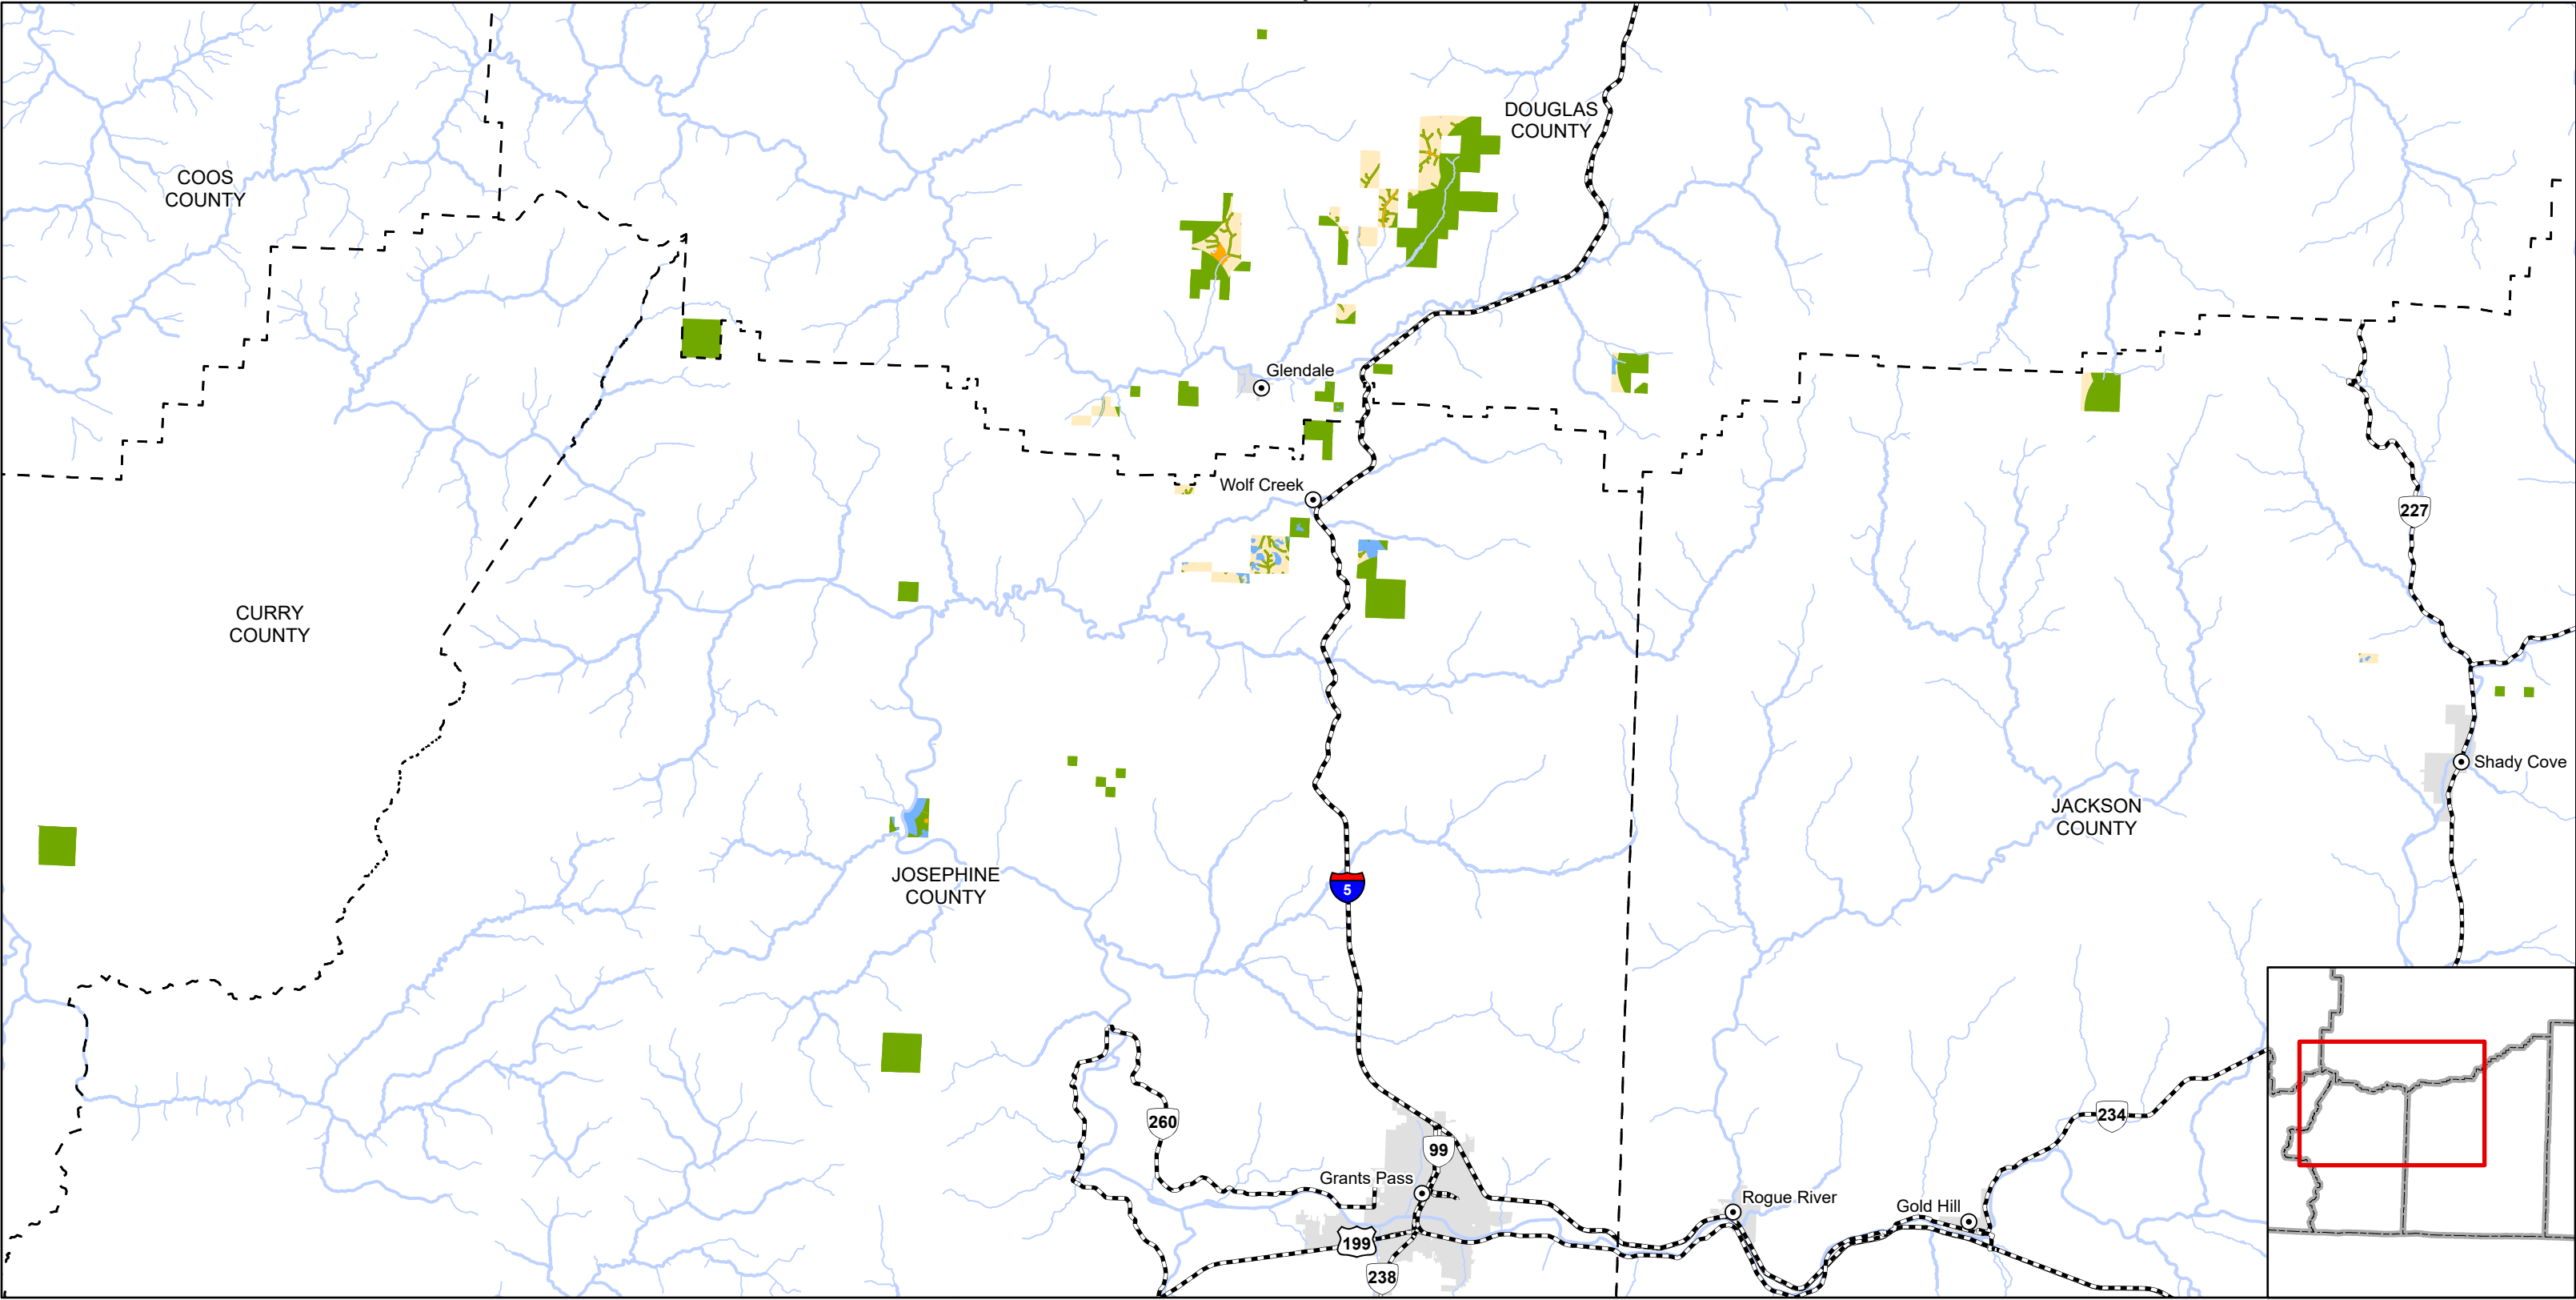 DOUGLAS
COUNTY
COOS
COUNTY
Glendale
Wolf Creek
227
CURRY
COUNTY
Shady Cove
JACKSON
COUNTY
JOSEPHINE
COUNTY
5
260
234
99
Grants Pass
Rogue River
Gold Hill
199
238